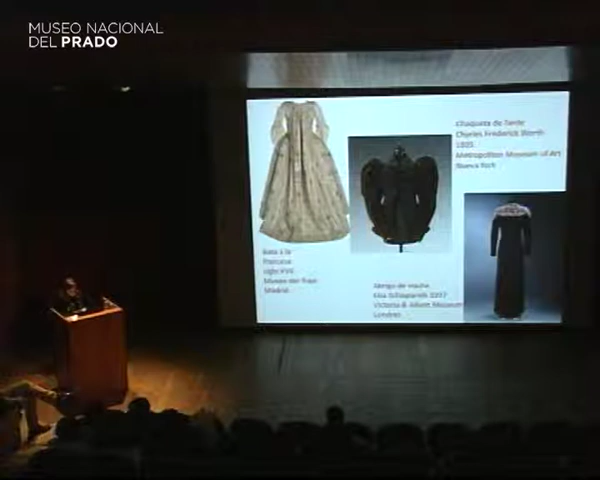 MUSEO NACIONAL
DEL PRADO
Chaqueta de Tarde
Charles Frederick Worth
1895
Metropolitan Museum of Art
Nueva York
Bata a la
francesa
siglo XVIII
Museo del Traje
Madrid
Abrigo de noche
Elsa Schiaparelli 1937
Victoria & Albert Museum
Londres